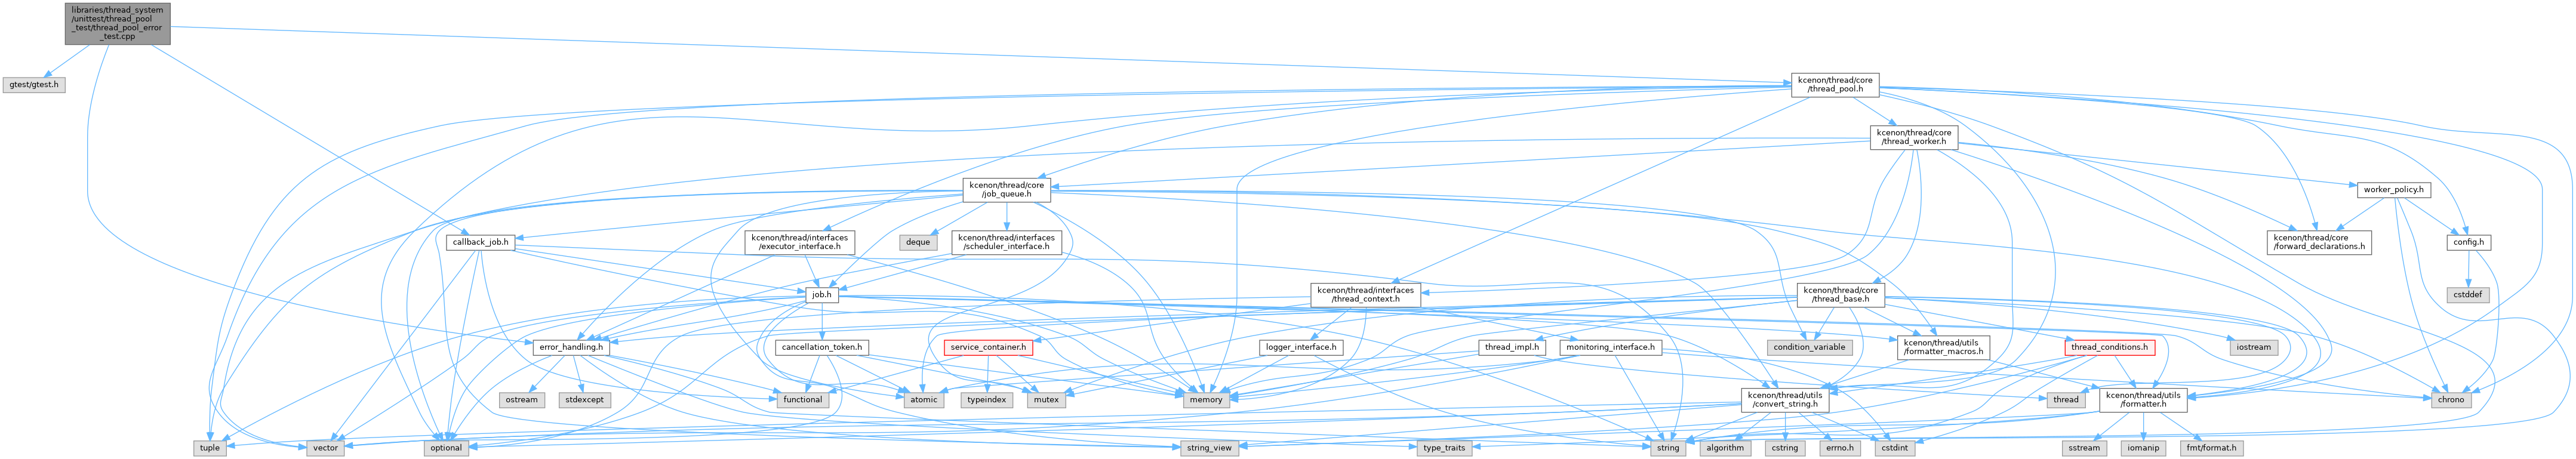 libraries/thread_system
/unittest/thread_pool
_test/thread_pool_error
_test.cpp
gtest/gtest.h
kcenon/thread/core
/thread_pool.h
kcenon/thread/core
/thread_worker.h
kcenon/thread/core
/job_queue.h
worker_policy.h
callback_job.h
kcenon/thread/interfaces
/executor_interface.h
deque
kcenon/thread/interfaces
/scheduler_interface.h
kcenon/thread/core
/forward_declarations.h
config.h
job.h
kcenon/thread/interfaces
/thread_context.h
kcenon/thread/core
/thread_base.h
cstddef
error_handling.h
cancellation_token.h
service_container.h
logger_interface.h
thread_impl.h
monitoring_interface.h
condition_variable
kcenon/thread/utils
/formatter_macros.h
thread_conditions.h
iostream
ostream
stdexcept
functional
atomic
typeindex
mutex
memory
kcenon/thread/utils
/convert_string.h
thread
kcenon/thread/utils
/formatter.h
chrono
tuple
vector
optional
string_view
type_traits
string
algorithm
cstring
errno.h
cstdint
sstream
iomanip
fmt/format.h